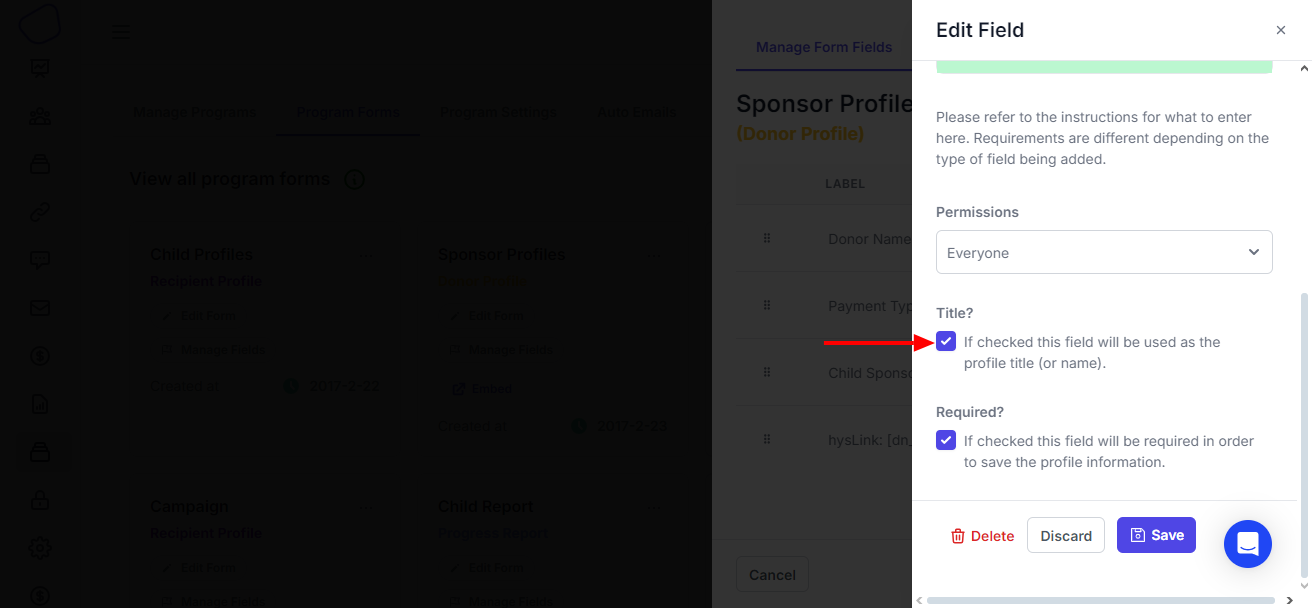 Manage Programs
Program Forms
Program Settings
Auto Emails
View all program forms
Child Profiles
Recipient Profile
Edit Form
Manage Fields
Created at
2017-2-22
Sponsor Profiles
Donor Profile
Edit Form
Manage Fields
Embed
Created at
2017-2-23
Campaign
Recipient Profile
Edit Form
Manage Fields
Child Report
Progress Report
Edit Form
Manage Fields
Manage Form Fields
Sponsor Profile
(Donor Profile)
LABEL
Donor Name
Payment Typ
Child Sponso
hysLink: [dn_
Cancel
Edit Field
Please refer to the instructions for what to enter
here. Requirements are different depending on the
type of field being added.
Permissions
Everyone
Title?
If checked this field will be used as the
profile title (or name).
Required?
If checked this field will be required in order
to save the profile information.
Delete
Discard
Save